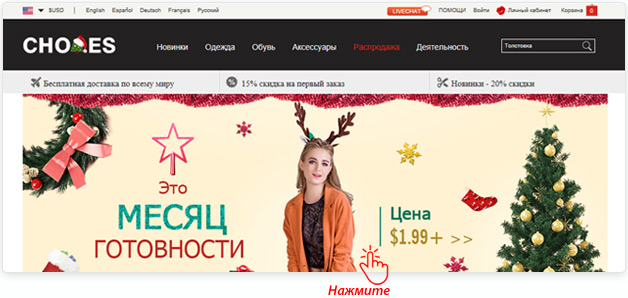 $USD | English Español Deutsch Français Русский LIVECHAT ПОМОЩИ Войти Личный кабинет Корзина 0
CHOIES Новинки Одежда Обувь Аксессуары Распродажа Деятельность Толстовка
Бесплатная доставка по всему миру 15% скидка на первый заказ Новинки - 20% скидки
Это
МЕСЯЦ
ГОТОВНОСТИ
Цена
$1.99+ >>
Нажмите